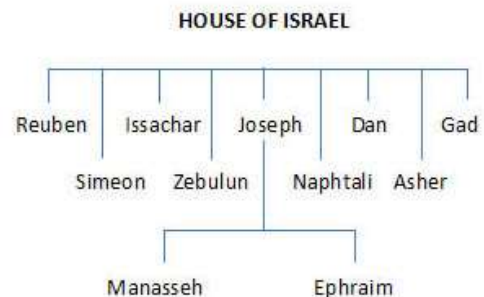 HOUSE OF ISRAEL
Reuben Issachar Joseph Dan Gad
Simeon Zebulun Naphtali Asher
Manasseh Ephraim